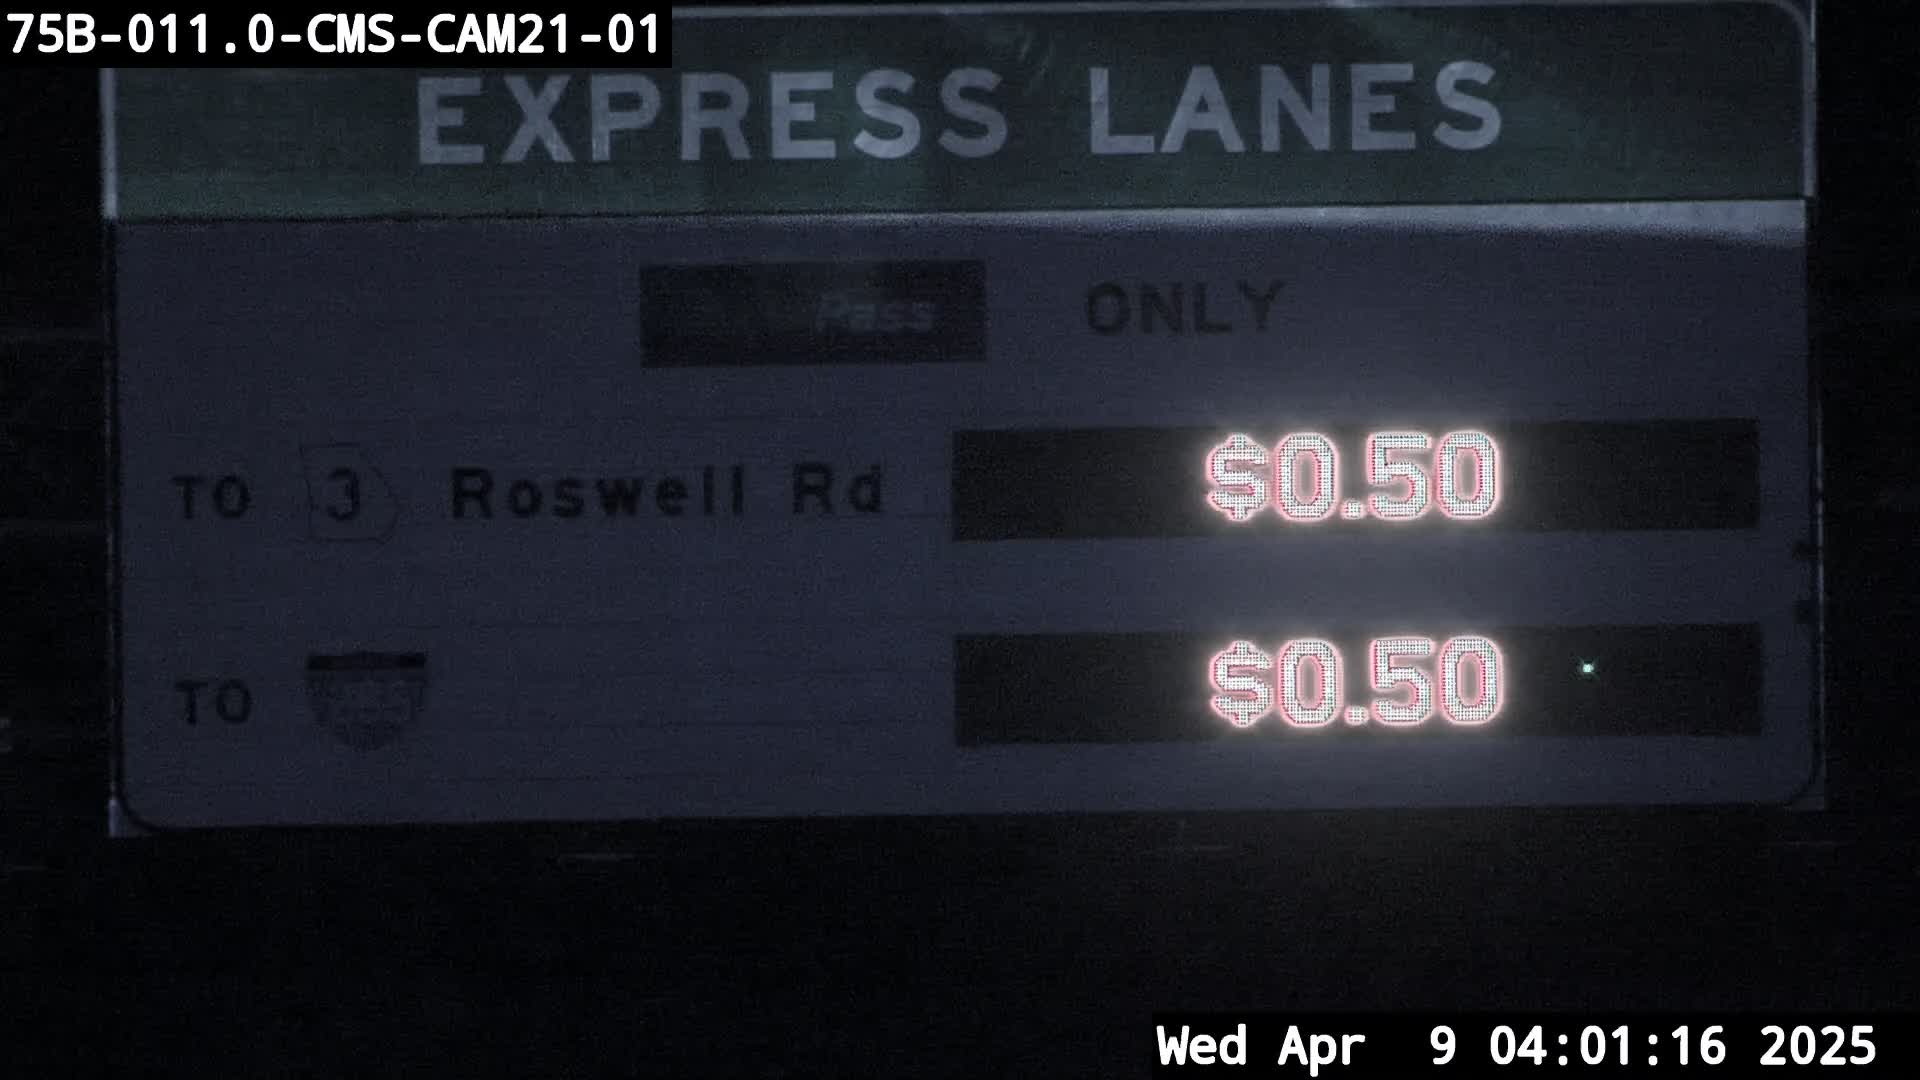 75B-011.0-CMS-CAM21-01
EXPRESS LANES
Pass ONLY
TO 3 Roswell Rd $0.50
TO $0.50
Wed Apr 9 04:01:16 2025